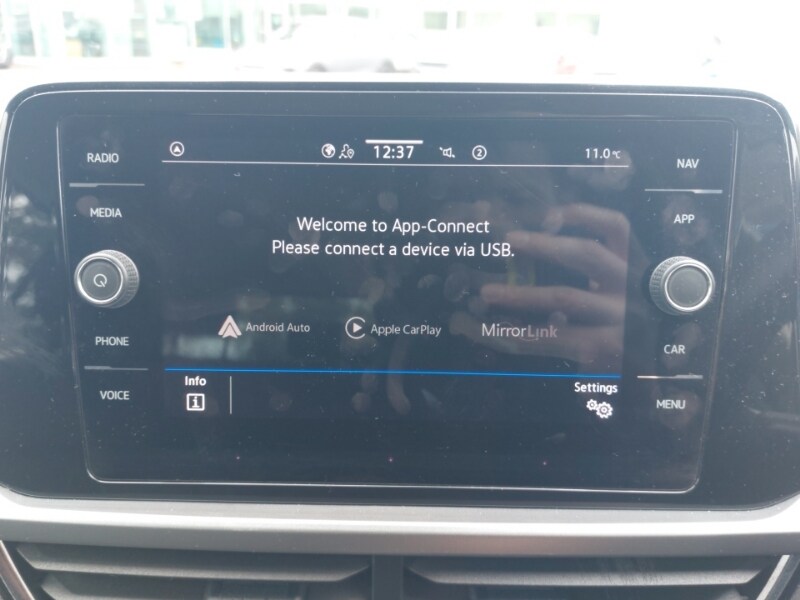 RADIO
MEDIA
PHONE
VOICE
12:37
2
11.0°C
Welcome to App-Connect
Please connect a device via USB.
Android Auto
Apple CarPlay
MirrorLink
Info
i
Settings
NAV
APP
CAR
MENU